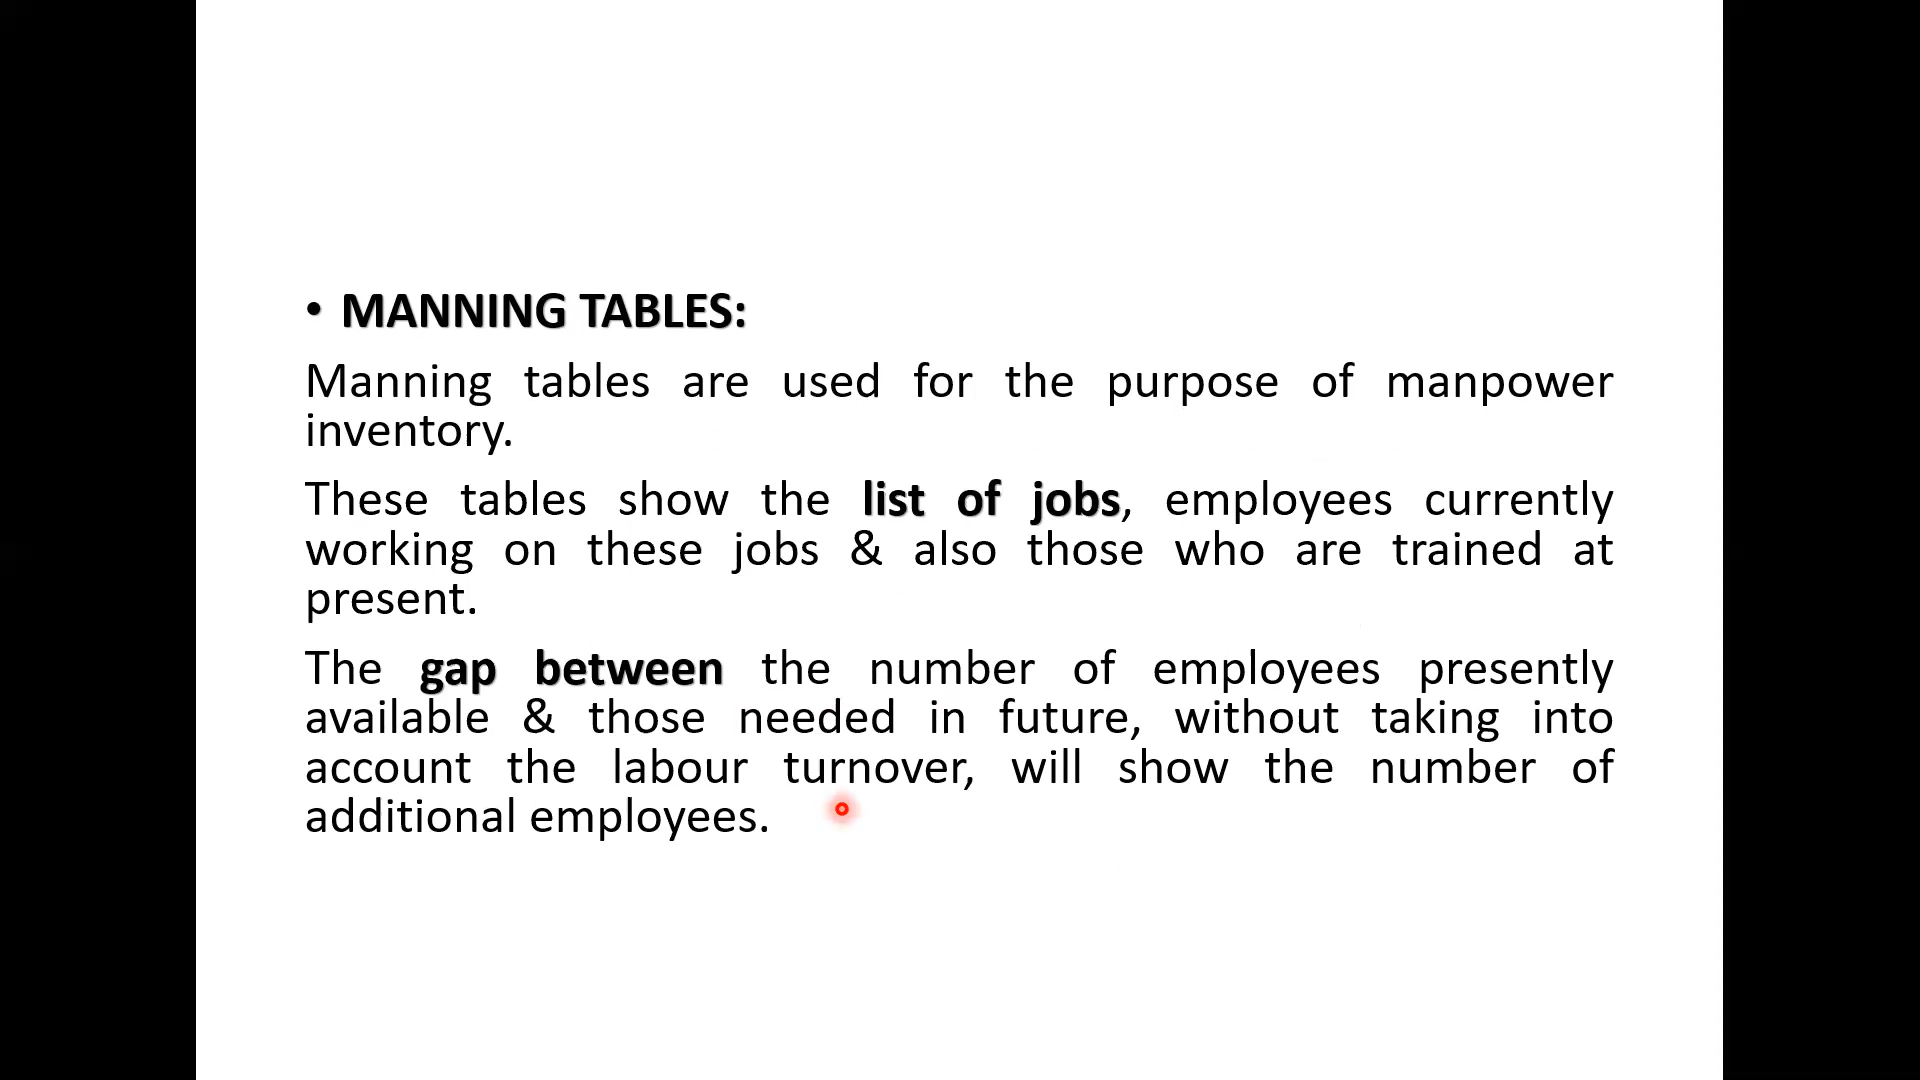 • MANNING TABLES:
Manning tables are used for the purpose of manpower
inventory.
These tables show the list of jobs, employees currently
working on these jobs & also those who are trained at
present.
The gap between the number of employees presently
available & those needed in future, without taking into
account the labour turnover, will show the number of
additional employees.